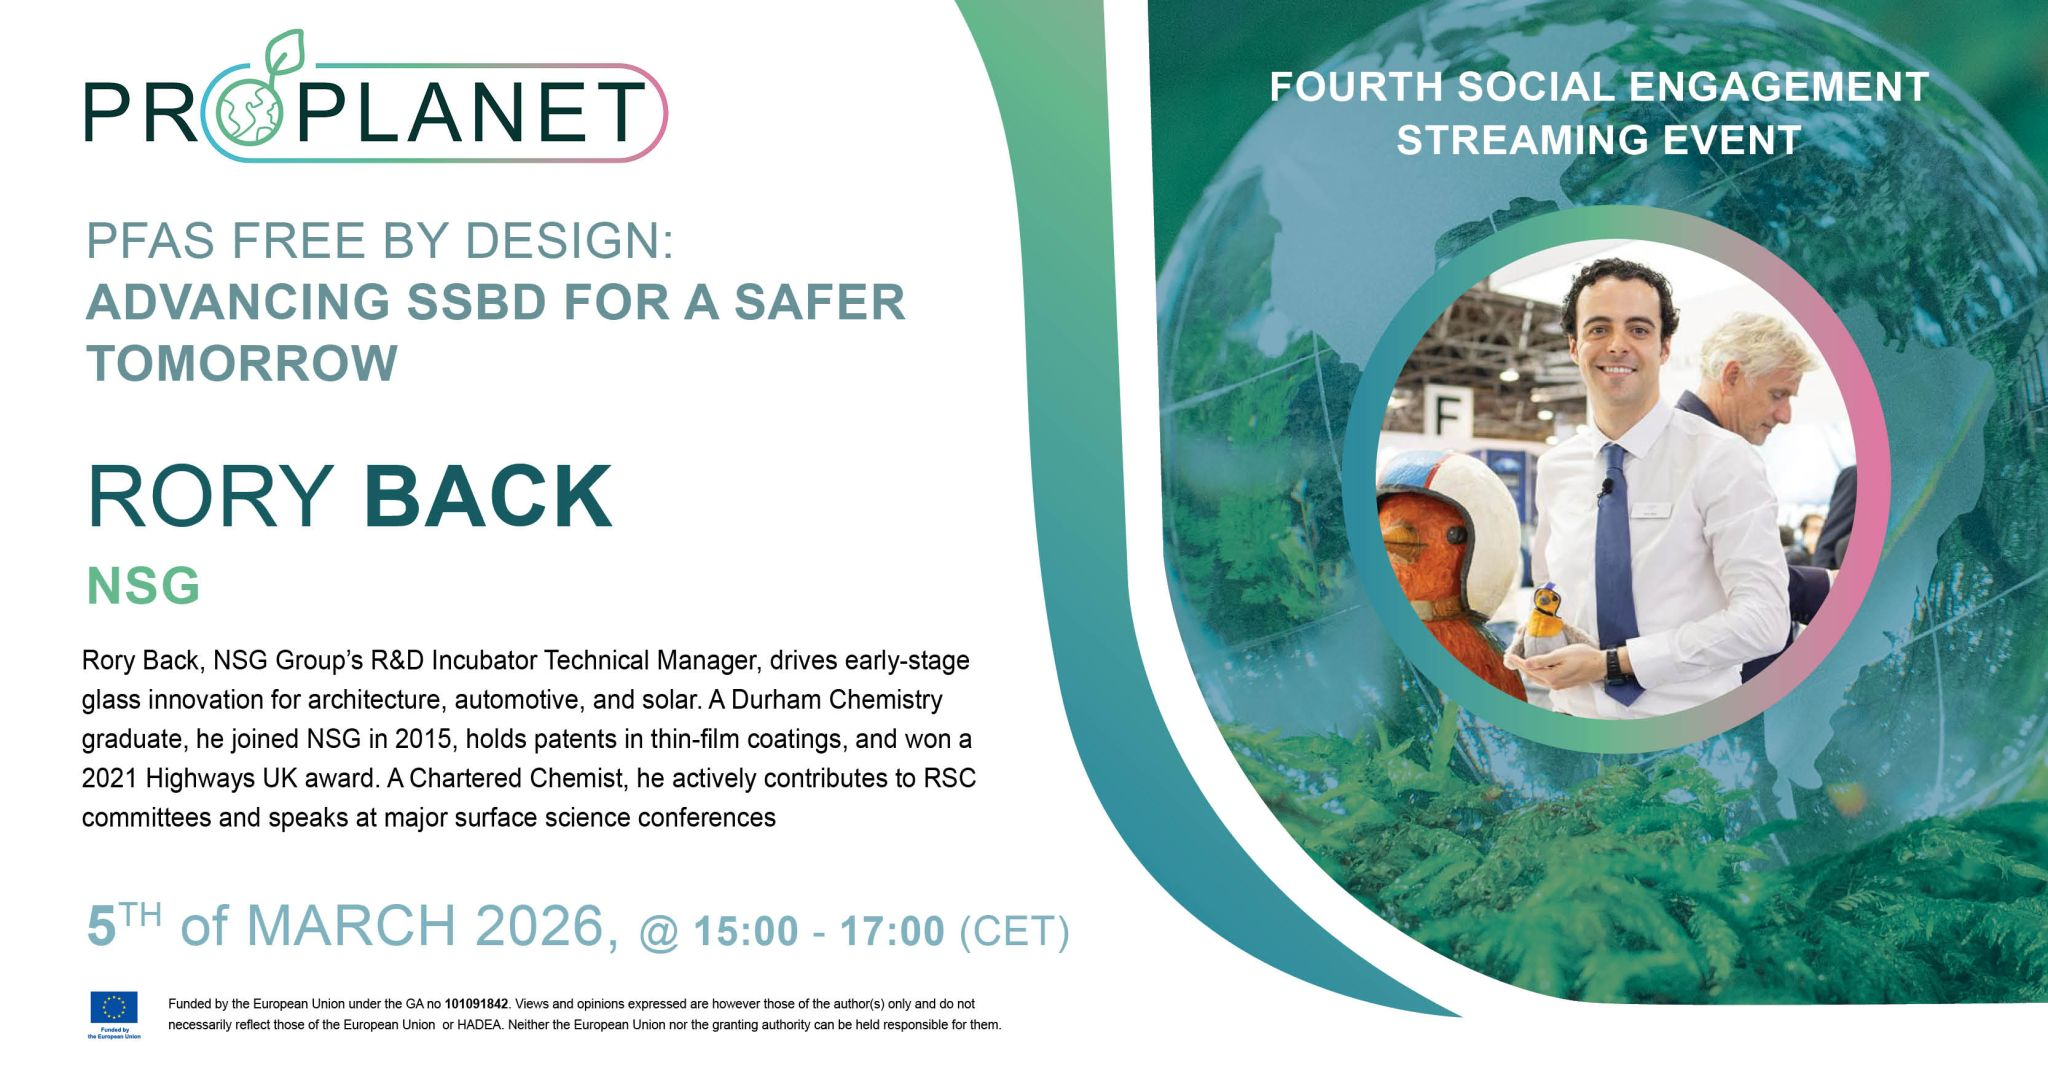 PROPLANET
PFAS FREE BY DESIGN:
ADVANCING SSBD FOR A SAFER
TOMORROW
RORY BACK
NSG
Rory Back, NSG Group’s R&D Incubator Technical Manager, drives early-stage
glass innovation for architecture, automotive, and solar. A Durham Chemistry
graduate, he joined NSG in 2015, holds patents in thin-film coatings, and won a
2021 Highways UK award. A Chartered Chemist, he actively contributes to RSC
committees and speaks at major surface science conferences
5TH of MARCH 2026, @ 15:00 - 17:00 (CET)
Funded by
the European Union
Funded by the European Union under the GA no 101091842. Views and opinions expressed are however those of the author(s) only and do not
necessarily reflect those of the European Union or HADEA. Neither the European Union nor the granting authority can be held responsible for them.
FOURTH SOCIAL ENGAGEMENT
STREAMING EVENT
F